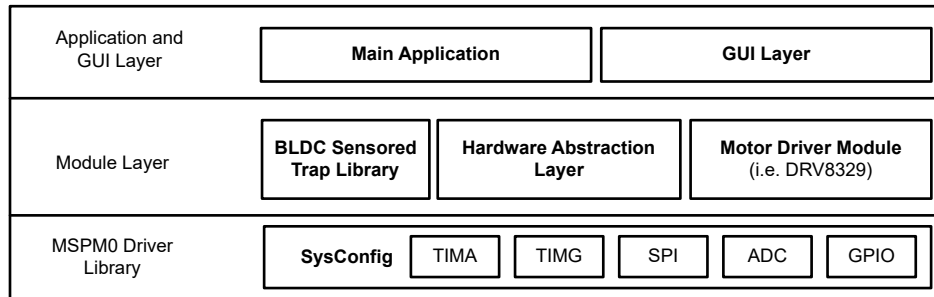 Application and
GUI Layer
Main Application
GUI Layer
Module Layer
BLDC Sensored
Trap Library
Hardware Abstraction
Layer
Motor Driver Module
(i.e. DRV8329)
MSPM0 Driver
Library
SysConfig
TIMA
TIMG
SPI
ADC
GPIO